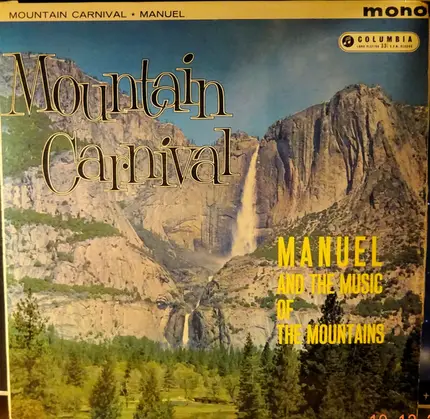 MOUNTAIN CARNIVAL • MANUEL
mono
COLUMBIA
LONG PLAYING 33⅓ R.P.M. RECORD
Mountain
Carnival
MANUEL
AND THE MUSIC
OF
THE MOUNTAINS